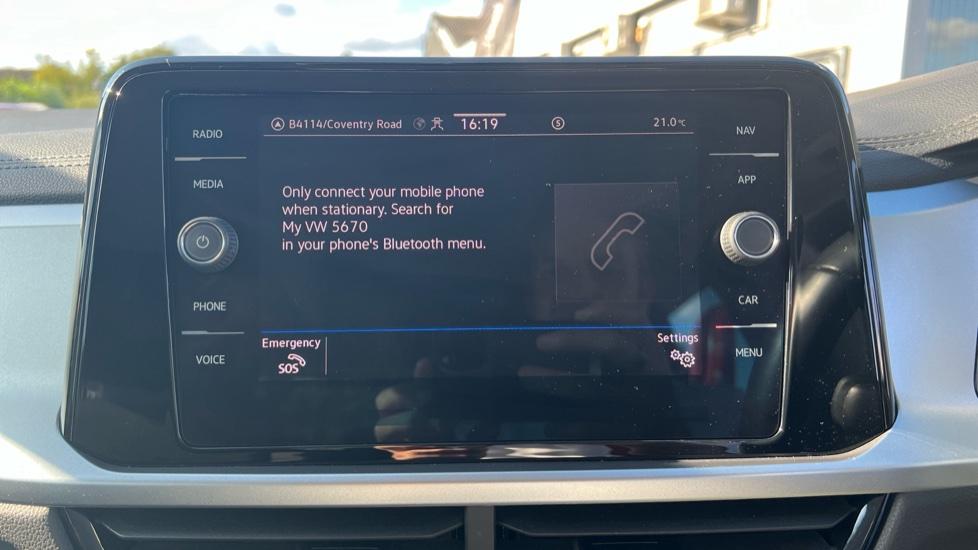 RADIO
MEDIA
PHONE
VOICE
B4114/Coventry Road 16:19 S 21.0°C
Only connect your mobile phone
when stationary. Search for
My VW 5670
in your phone's Bluetooth menu.
Emergency
SOS
Settings
NAV
APP
CAR
MENU